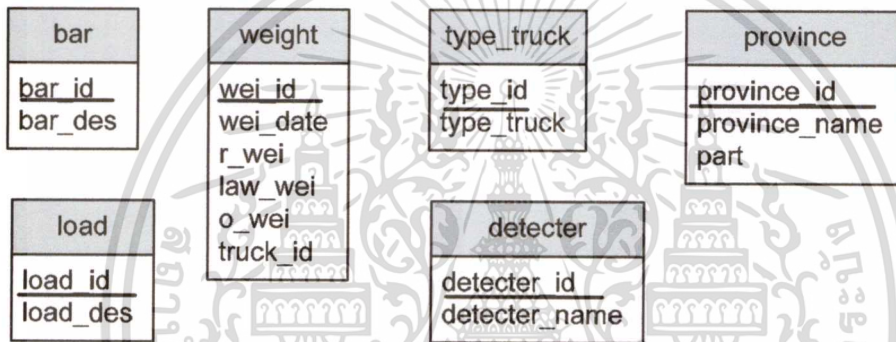 bar
bar_id
bar_des
weight
wei_id
wei_date
r_wei
law_wei
o_wei
truck_id
type_truck
type_id
type_truck
province
province_id
province_name
part
load
load_id
load_des
detecter
detecter_id
detecter_name